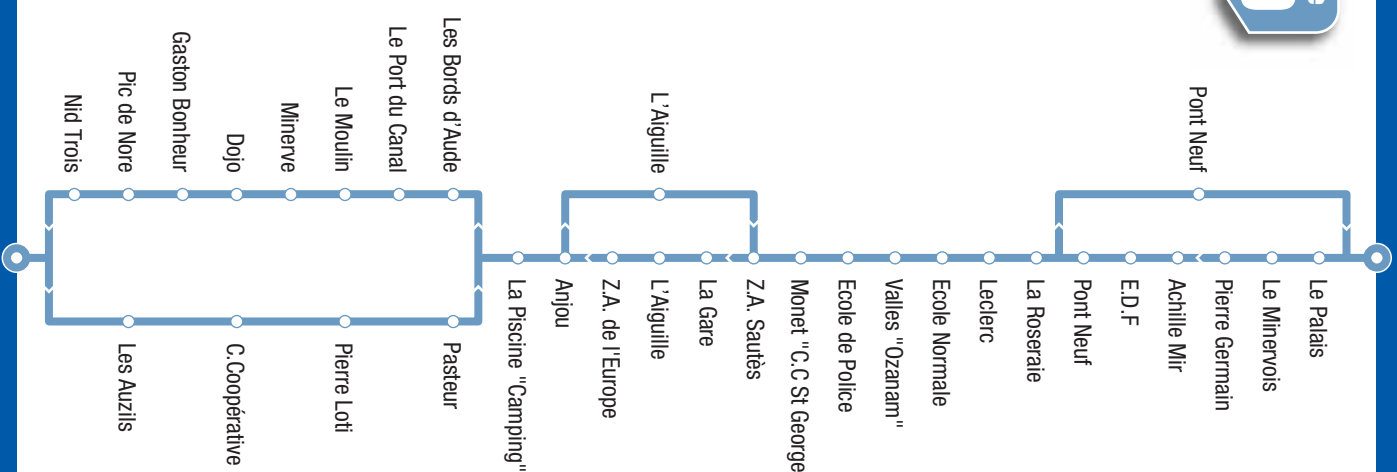 Le Palais
Le Minervois
Pierre Germain
Pont Neuf
Achille Mir
E.D.F
Pont Neuf
La Roseraie
Leclerc
Ecole Normale
Valles "Ozanam"
Ecole de Police
Monet "C.C St George
Z.A. Sautès
La Gare
L'Aiguille
L'Aiguille
Z.A. de l'Europe
Anjou
La Piscine "Camping"
Les Bords d'Aude
Pasteur
Le Port du Canal
Le Moulin
Pierre Loti
Minerve
Dojo
C.Coopérative
Gaston Bonheur
Pic de Nore
Les Auzils
Nid Trois